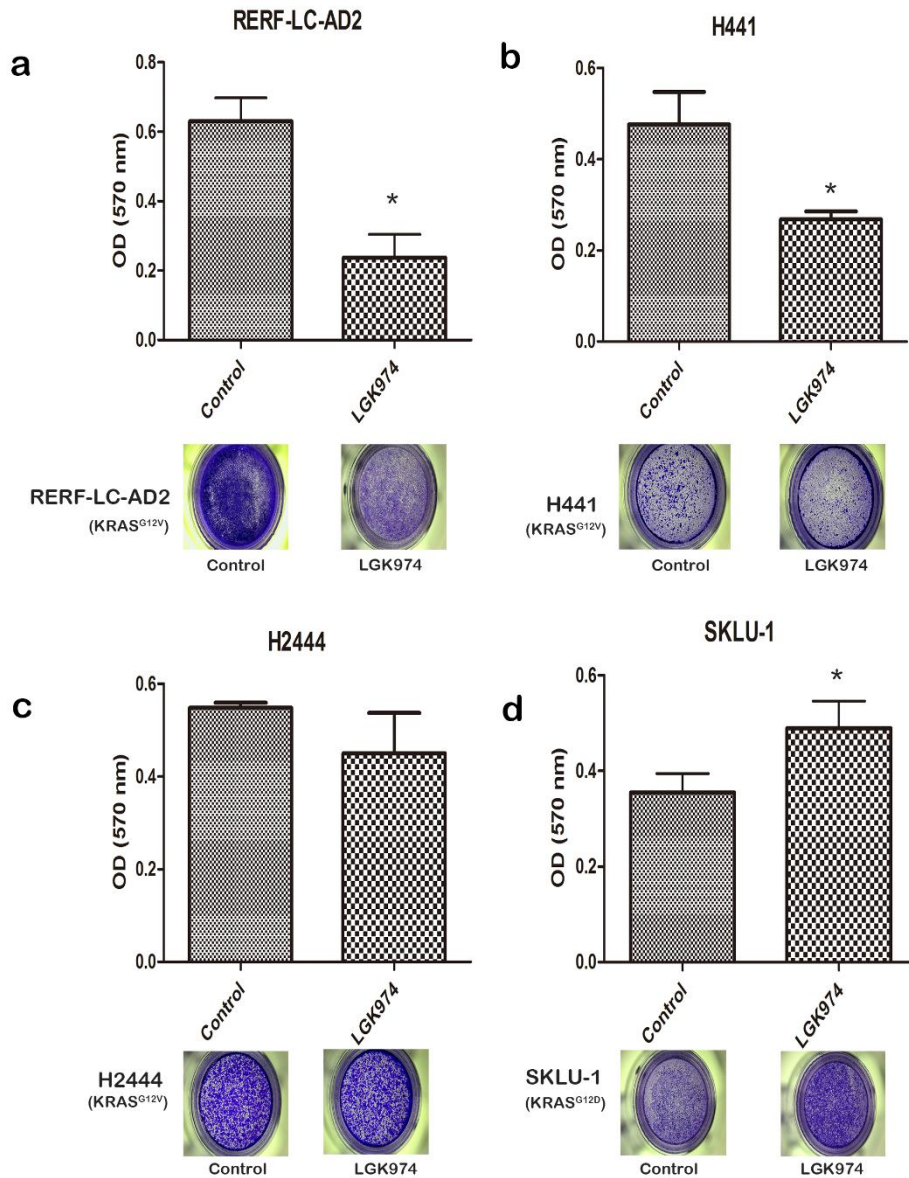 RERF-LC-AD2
a
OD (570 nm)
0.8
0.6
0.4
0.2
0.0
*
Control
LGK974
RERF-LC-AD2
(KRASG12V)
Control
LGK974
H441
b
OD (570 nm)
0.6
0.4
0.2
0.0
*
Control
LGK974
H441
(KRASG12V)
Control
LGK974
H2444
c
OD (570 nm)
0.6
0.4
0.2
0.0
Control
LGK974
H2444
(KRASG12V)
Control
LGK974
SKLU-1
d
OD (570 nm)
0.6
0.4
0.2
0.0
*
Control
LGK974
SKLU-1
(KRASG12D)
Control
LGK974